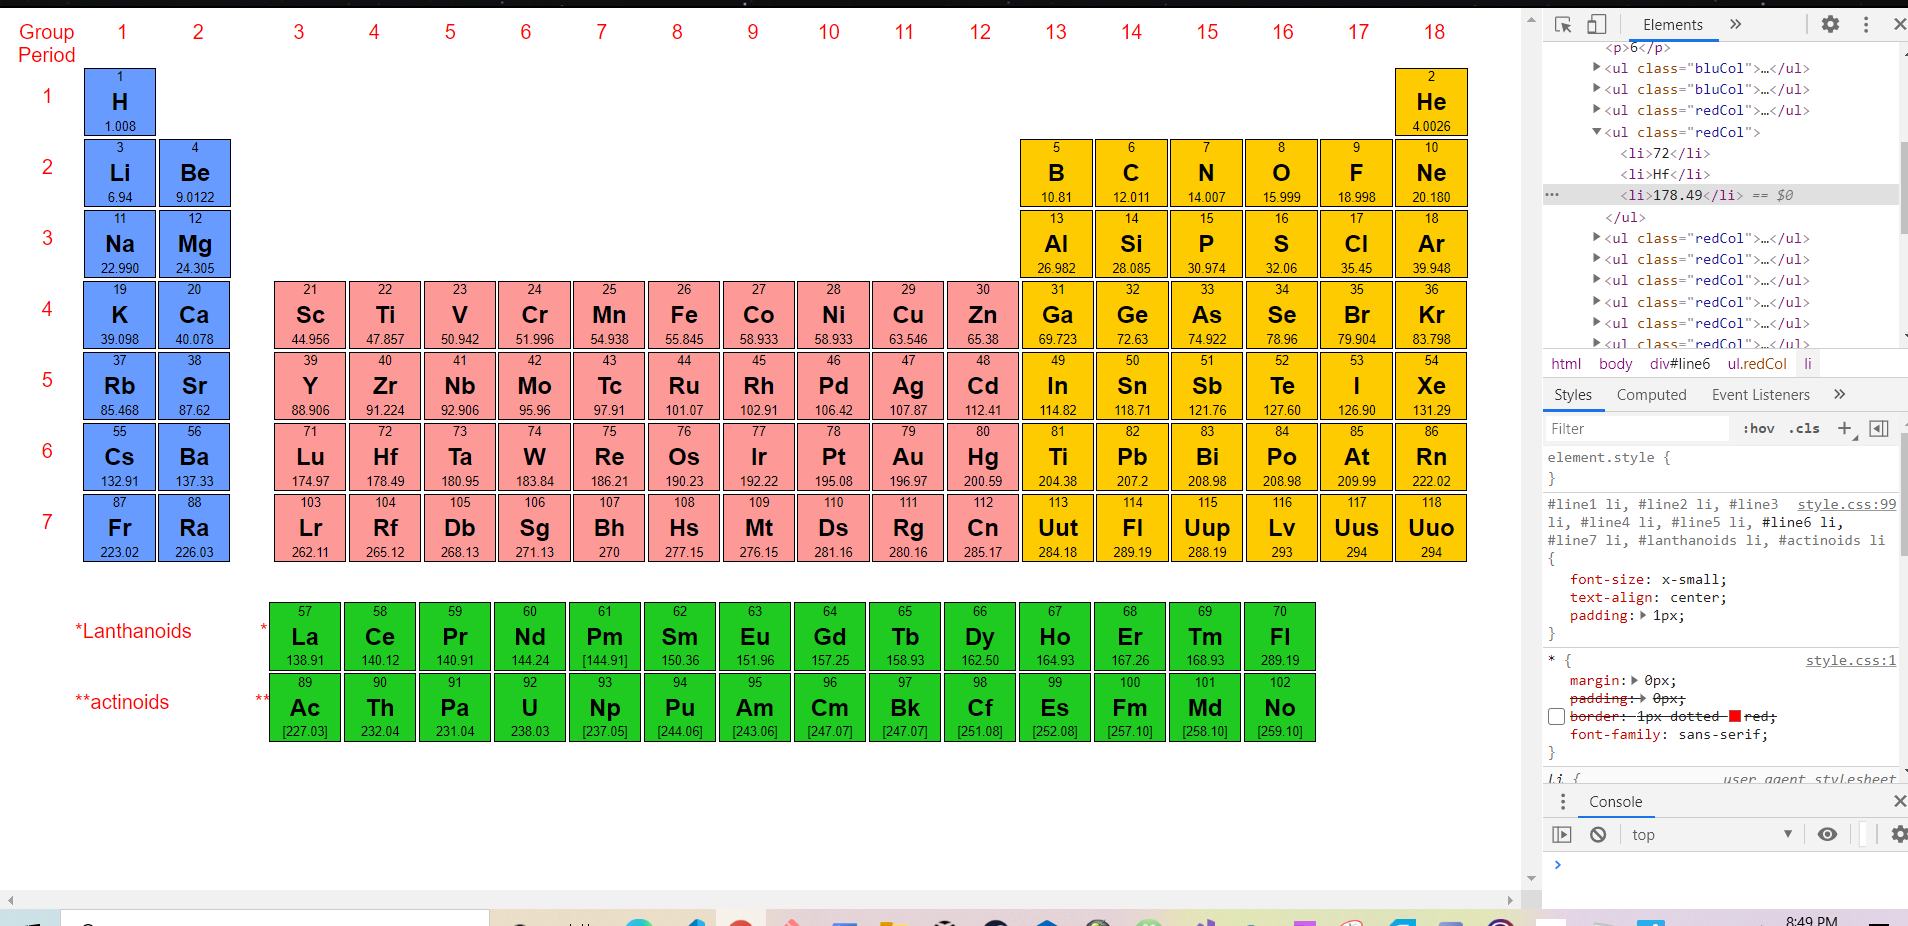 Group 1 2 3 4 5 6 7 8 9 10 11 12 13 14 15 16 17 18
Period
1
1 2
H He
1.008 4.0026
2
3 4 5 6 7 8 9 10
Li Be B C N O F Ne
6.94 9.0122 10.81 12.011 14.007 15.999 18.998 20.180
3
11 12 13 14 15 16 17 18
Na Mg Al Si P S Cl Ar
22.990 24.305 26.982 28.085 30.974 32.06 35.45 39.948
4
19 20 21 22 23 24 25 26 27 28 29 30 31 32 33 34 35 36
K Ca Sc Ti V Cr Mn Fe Co Ni Cu Zn Ga Ge As Se Br Kr
39.098 40.078 44.956 47.857 50.942 51.996 54.938 55.845 58.933 58.933 63.546 65.38 69.723 72.63 74.922 78.96 79.904 83.798
5
37 38 39 40 41 42 43 44 45 46 47 48 49 50 51 52 53 54
Rb Sr Y Zr Nb Mo Tc Ru Rh Pd Ag Cd In Sn Sb Te I Xe
85.468 87.62 88.906 91.224 92.906 95.96 97.91 101.07 102.91 106.42 107.87 112.41 114.82 118.71 121.76 127.60 126.90 131.29
6
55 56 71 72 73 74 75 76 77 78 79 80 81 82 83 84 85 86
Cs Ba Lu Hf Ta W Re Os Ir Pt Au Hg Ti Pb Bi Po At Rn
132.91 137.33 174.97 178.49 180.95 183.84 186.21 190.23 192.22 195.08 196.97 200.59 204.38 207.2 208.98 208.98 209.99 222.02
7
87 88 103 104 105 106 107 108 109 110 111 112 113 114 115 116 117 118
Fr Ra Lr Rf Db Sg Bh Hs Mt Ds Rg Cn Uut Fl Uup Lv Uus Uuo
223.02 226.03 262.11 265.12 268.13 271.13 270 277.15 276.15 281.16 280.16 285.17 284.18 289.19 288.19 293 294 294
*Lanthanoids *
57 58 59 60 61 62 63 64 65 66 67 68 69 70
La Ce Pr Nd Pm Sm Eu Gd Tb Dy Ho Er Tm Fl
138.91 140.12 140.91 144.24 [144.91] 150.36 151.96 157.25 158.93 162.50 164.93 167.26 168.93 289.19
**actinoids **
89 90 91 92 93 94 95 96 97 98 99 100 101 102
Ac Th Pa U Np Pu Am Cm Bk Cf Es Fm Md No
[227.03] 232.04 231.04 238.03 [237.05] [244.06] [243.06] [247.07] [247.07] [251.08] [252.08] [257.10] [258.10] [259.10]
Elements »
<p>6</p>
<ul class="bluCol">…</ul>
<ul class="bluCol">…</ul>
<ul class="redCol">…</ul>
<ul class="redCol">
<li>72</li>
<li>Hf</li>
<li>178.49</li> == $0
</ul>
<ul class="redCol">…</ul>
<ul class="redCol">…</ul>
<ul class="redCol">…</ul>
<ul class="redCol">…</ul>
<ul class="redCol">…</ul>
<ul class="redCol">…</ul>
html body div#line6 ul.redCol li
Styles Computed Event Listeners »
Filter :hov .cls +
element.style {
}
#line1 li, #line2 li, #line3 style.css:99
li, #line4 li, #line5 li, #line6 li,
#line7 li, #lanthanoids li, #actinoids li
{
font-size: x-small;
text-align: center;
padding: 1px;
}
* { style.css:1
margin: 0px;
padding: 0px;
border: 1px dotted red;
font-family: sans-serif;
}
li { user agent stylesheet
Console
top
8:49 PM